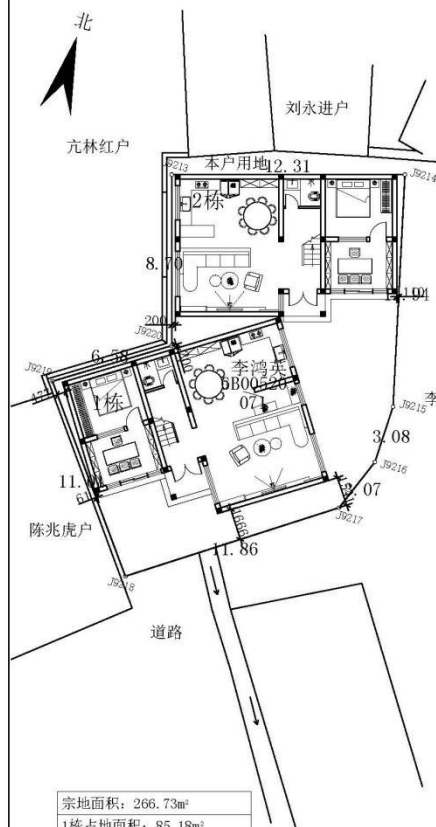 北
刘永进户
亢林红户
J9213
本户用地
12.31
J9214
2栋
8.70
200
J9220
6.58
J9219
李鸿英
071
1栋
J9215
李
3.08
J9216
J9217
1666
11.86
陈兆虎户
J9218
道路
宗地面积：266.73m²
1栋占地面积：85.18m²